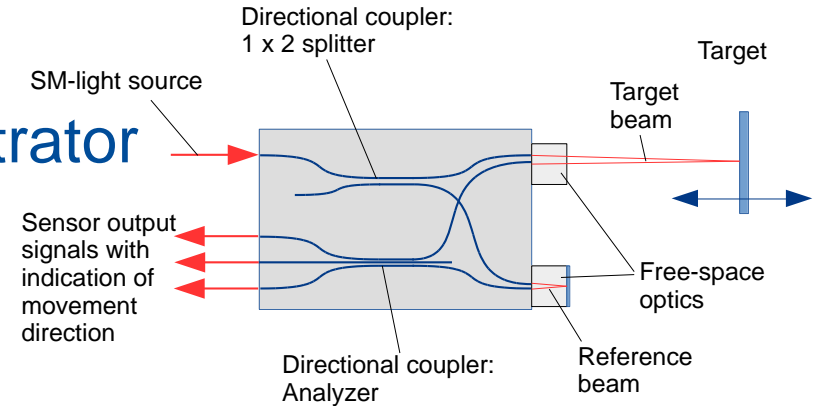 Directional coupler:
1 x 2 splitter
Target
SM-light source
Target
beam
trator
Sensor output
signals with
indication of
movement
direction
Free-space
optics
Reference
beam
Directional coupler:
Analyzer